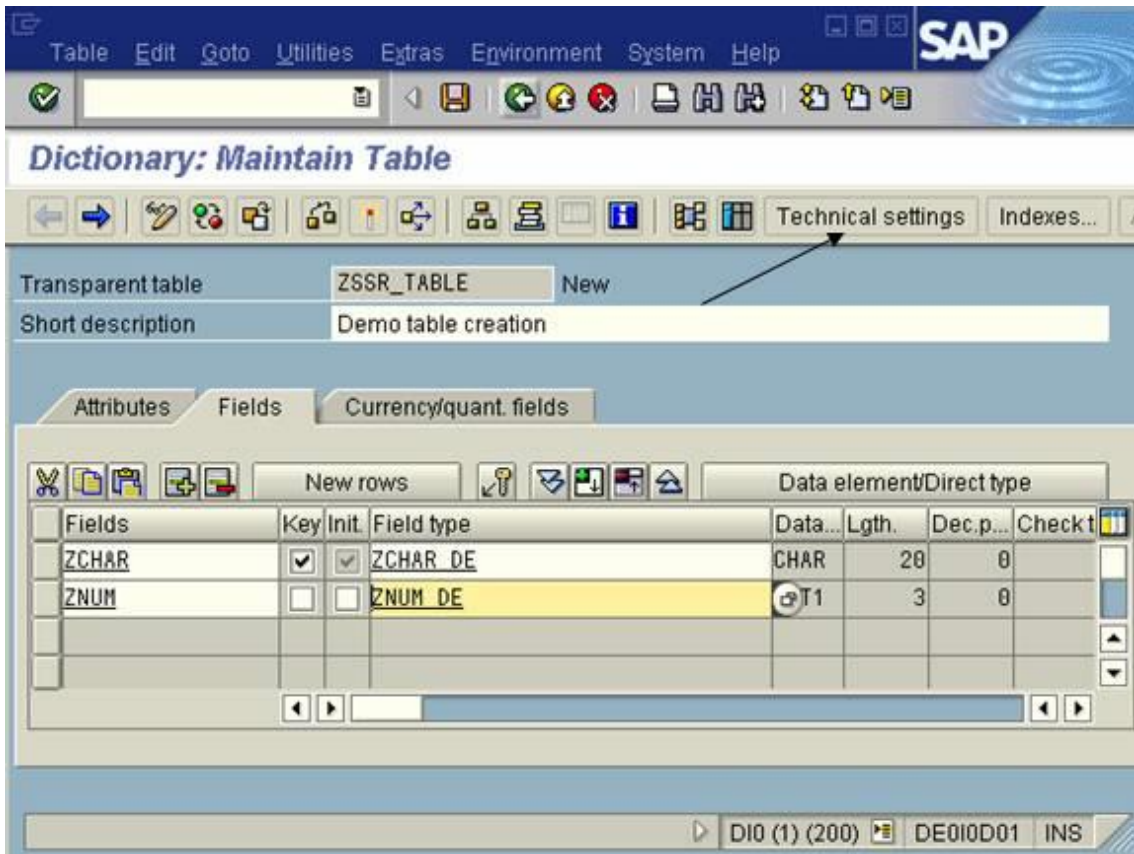 Table Edit Goto Utilities Extras Environment System Help
SAP
Dictionary: Maintain Table
Technical settings Indexes...
Transparent table ZSSR_TABLE New
Short description Demo table creation
Attributes Fields Currency/quant. fields
New rows Data element/Direct type
Fields Key Init. Field type Data... Lgth. Dec.p... Check t
ZCHAR ZCHAR_DE CHAR 20 0
ZNUM ZNUM_DE T1 3 0
DI0 (1) (200) DE0I0D01 INS